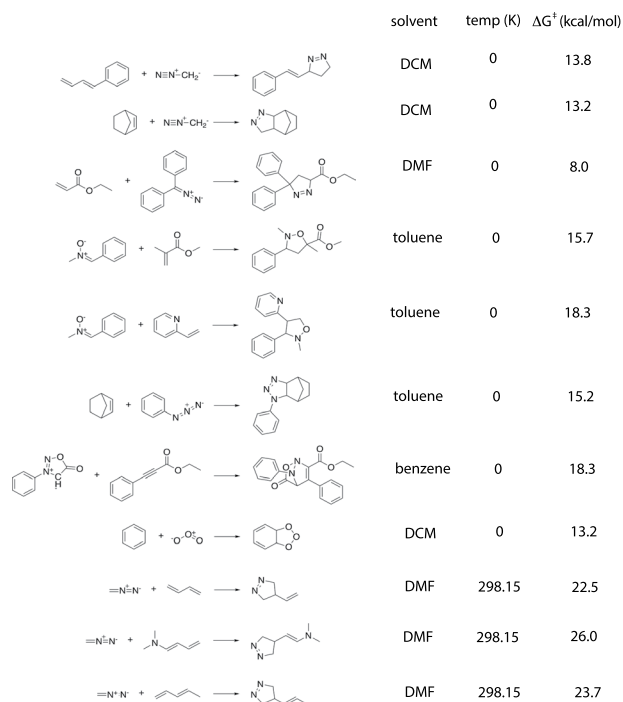 solvent temp (K) ΔG‡ (kcal/mol)
+ N≡N⁺-CH₂⁻ N=N DCM 0 13.8
+ N≡N⁺-CH₂⁻ N N DCM 0 13.2
O O + N⁺ N⁻ N=N O O DMF 0 8.0
O⁻ N⁺ + O O N O O O toluene 0 15.7
O⁻ N⁺ + N N O N toluene 0 18.3
+ N N⁺ N⁻ N N N toluene 0 15.2
N O N⁺ O C⁻ H + O O N O N O O O benzene 0 18.3
+ ⁻O O⁺ O O O O DCM 0 13.2
=N⁺=N⁻ + N N DMF 298.15 22.5
=N⁺=N⁻ + N N N N DMF 298.15 26.0
=N⁺N⁻ + N N DMF 298.15 23.7